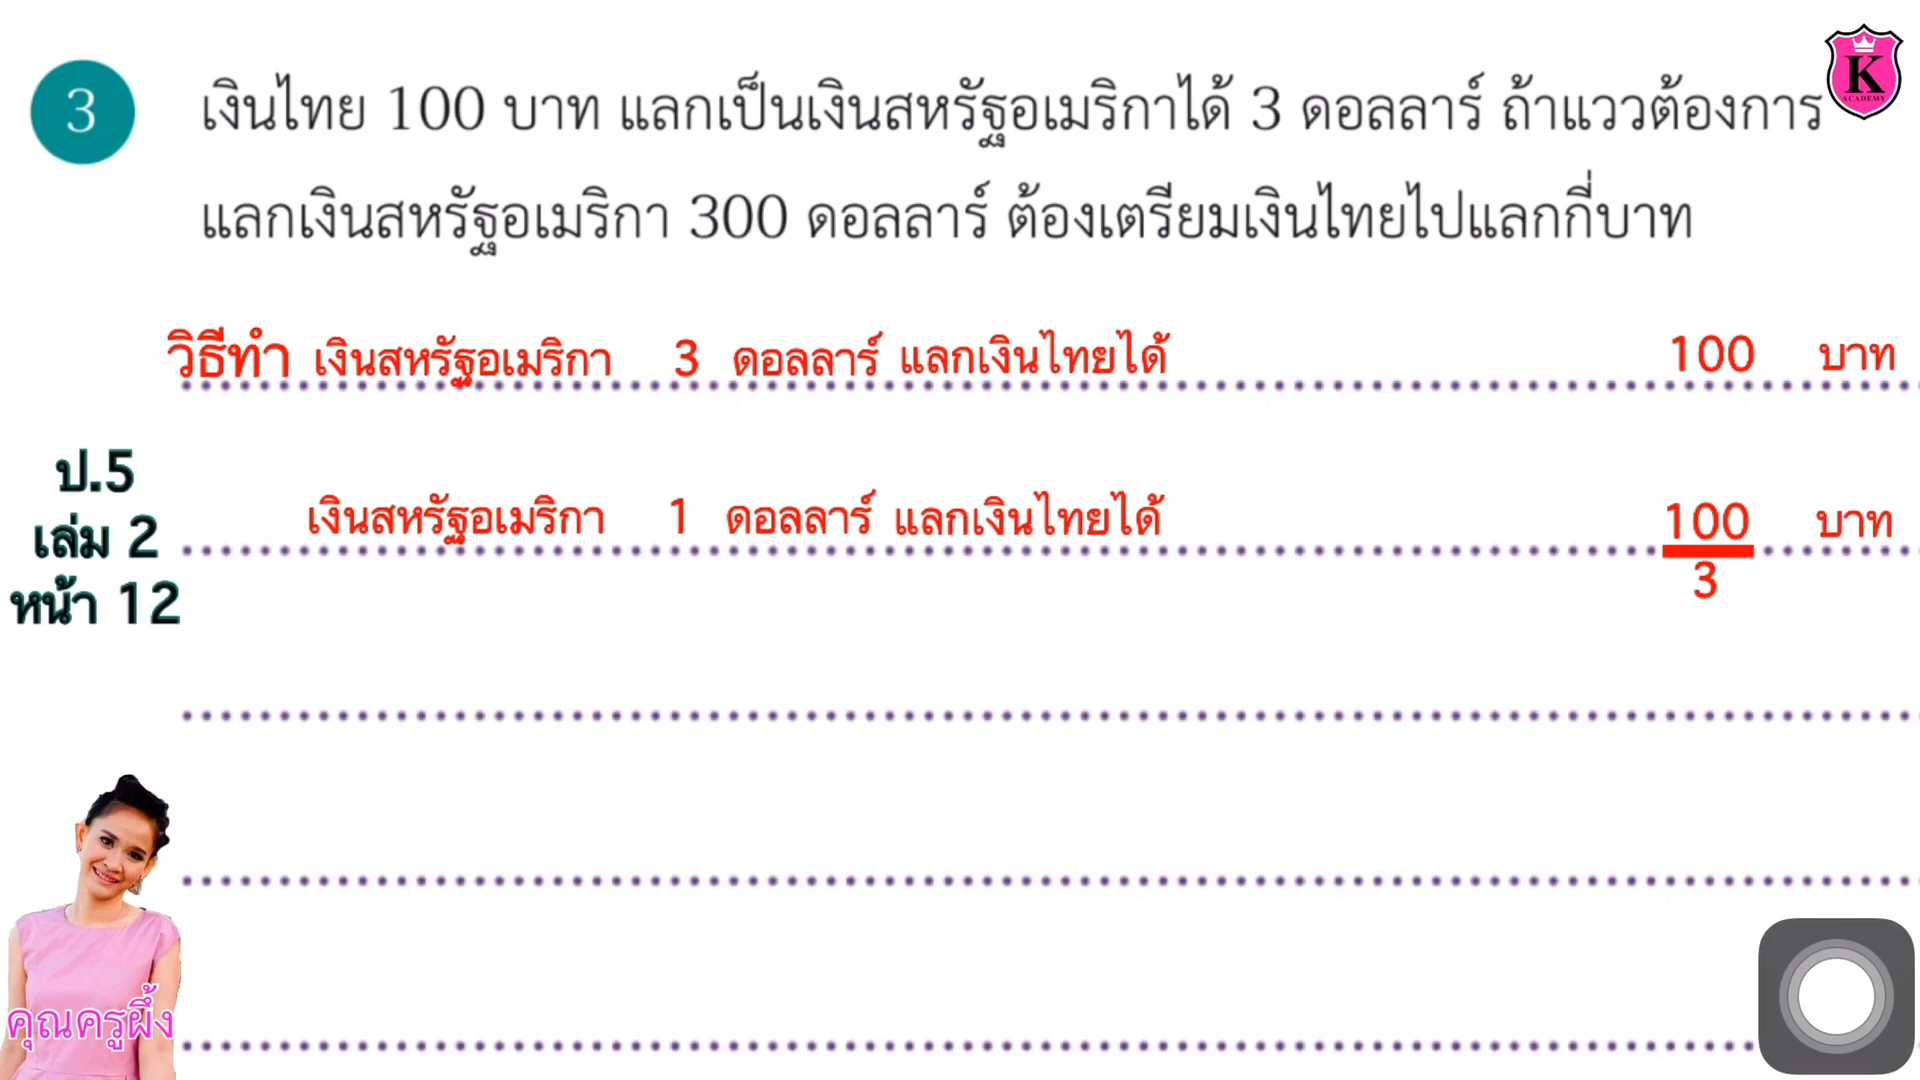 3 เงินไทย 100 บาท แลกเป็นเงินสหรัฐอเมริกาได้ 3 ดอลลาร์ ถ้าแววต้องการ
แลกเงินสหรัฐอเมริกา 300 ดอลลาร์ ต้องเตรียมเงินไทยไปแลกกี่บาท
K
ACADEMY
วิธีทำ เงินสหรัฐอเมริกา 3 ดอลลาร์ แลกเงินไทยได้ 100 บาท
เงินสหรัฐอเมริกา 1 ดอลลาร์ แลกเงินไทยได้ 100 บาท
3
ป.5
เล่ม 2
หน้า 12
คุณครูผึ้ง